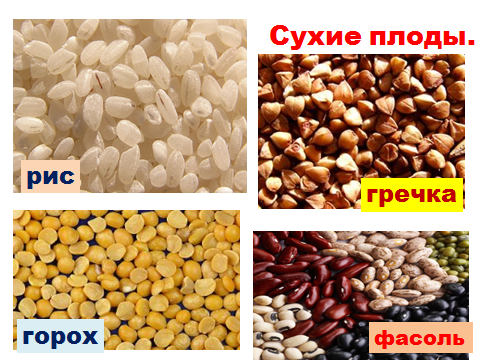 Сухие плоды.
рис
гречка
горох
фасоль